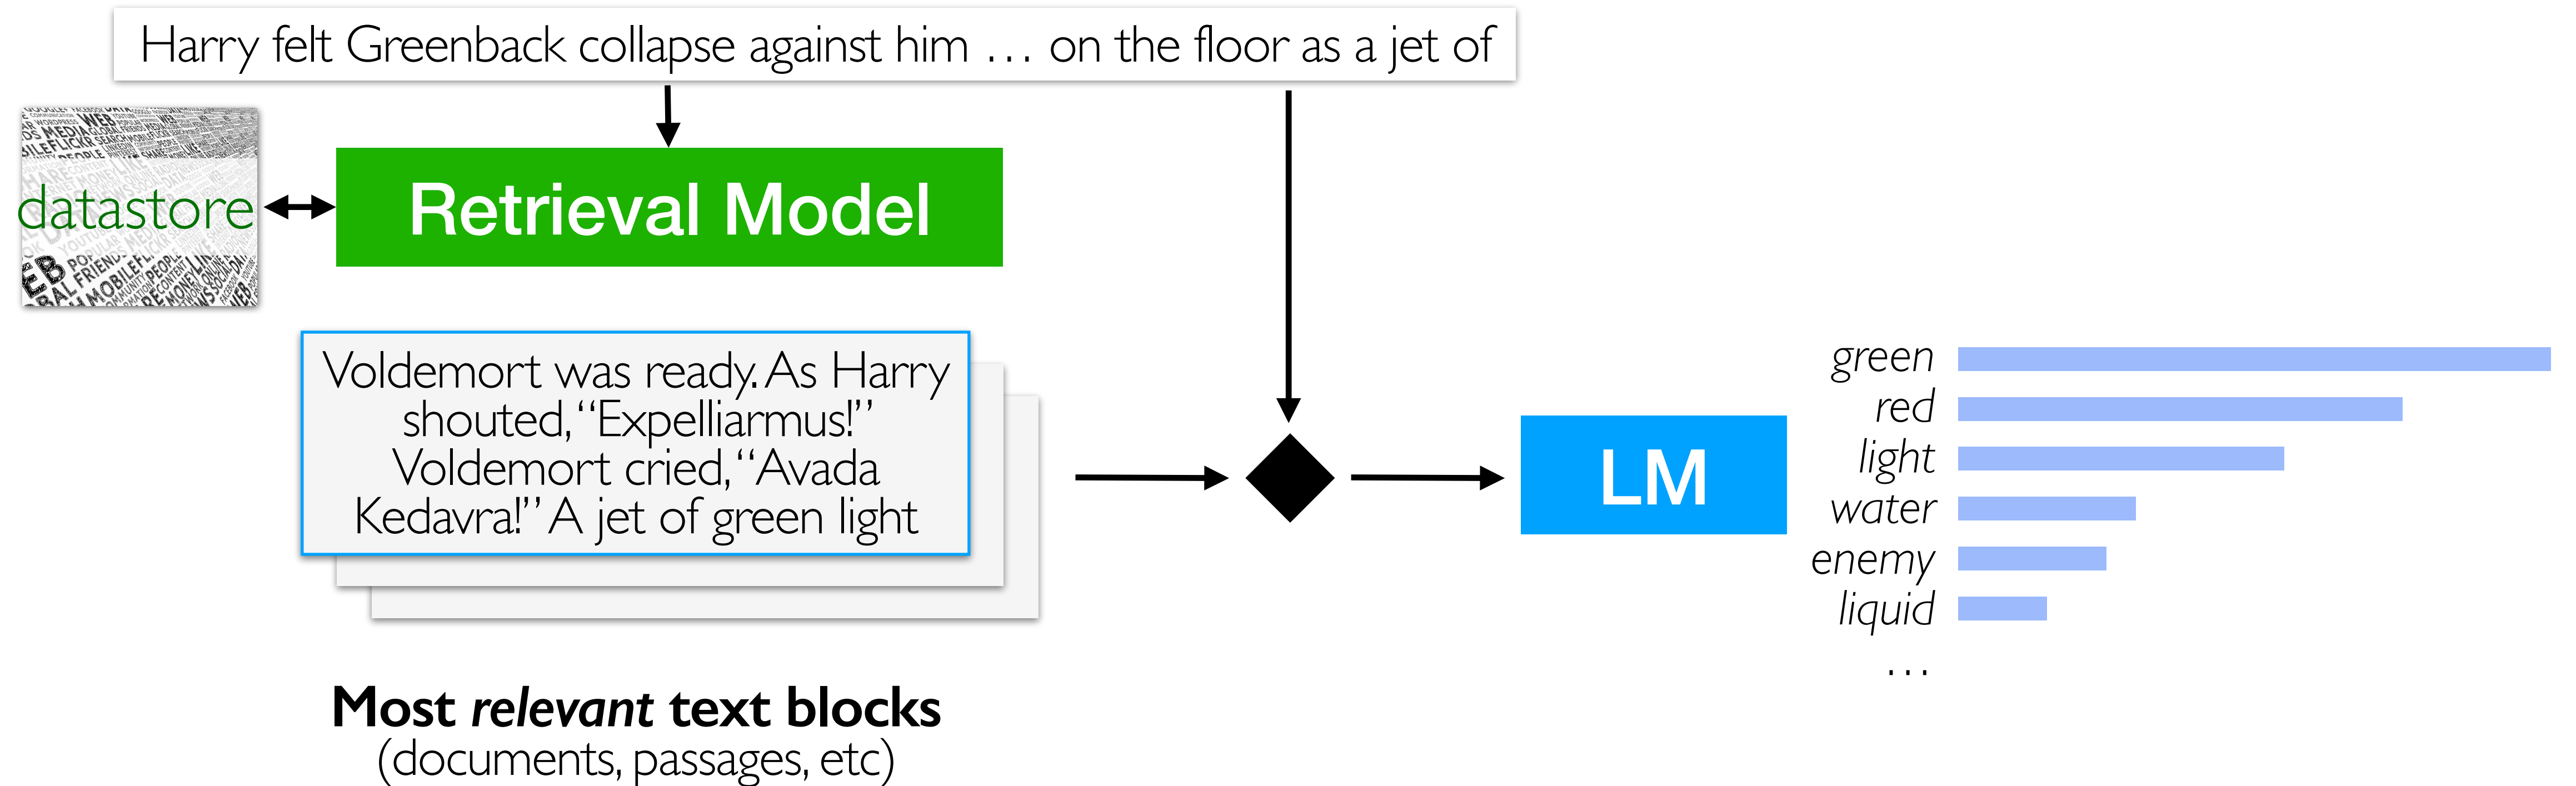 Harry felt Greenback collapse against him … on the floor as a jet of
datastore
Retrieval Model
Voldemort was ready. As Harry
shouted, “Expelliarmus!”
Voldemort cried, “Avada
Kedavra!” A jet of green light
Most relevant text blocks
(documents, passages, etc)
LM
green
red
light
water
enemy
liquid
…